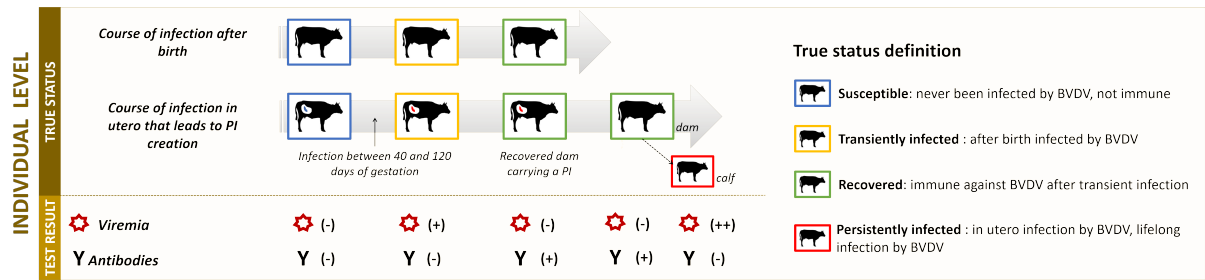 INDIVIDUAL LEVEL
TRUE STATUS
TEST RESULT
Course of infection after
birth
Course of infection in
utero that leads to PI
creation
Infection between 40 and 120
days of gestation
Recovered dam
carrying a PI
dam
calf
Viremia (-) (+) (-) (-) (++)
Y Antibodies Y (-) Y (-) Y (+) Y (+) Y (-)
True status definition
Susceptible: never been infected by BVDV, not immune
Transiently infected : after birth infected by BVDV
Recovered: immune against BVDV after transient infection
Persistently infected : in utero infection by BVDV, lifelong
infection by BVDV